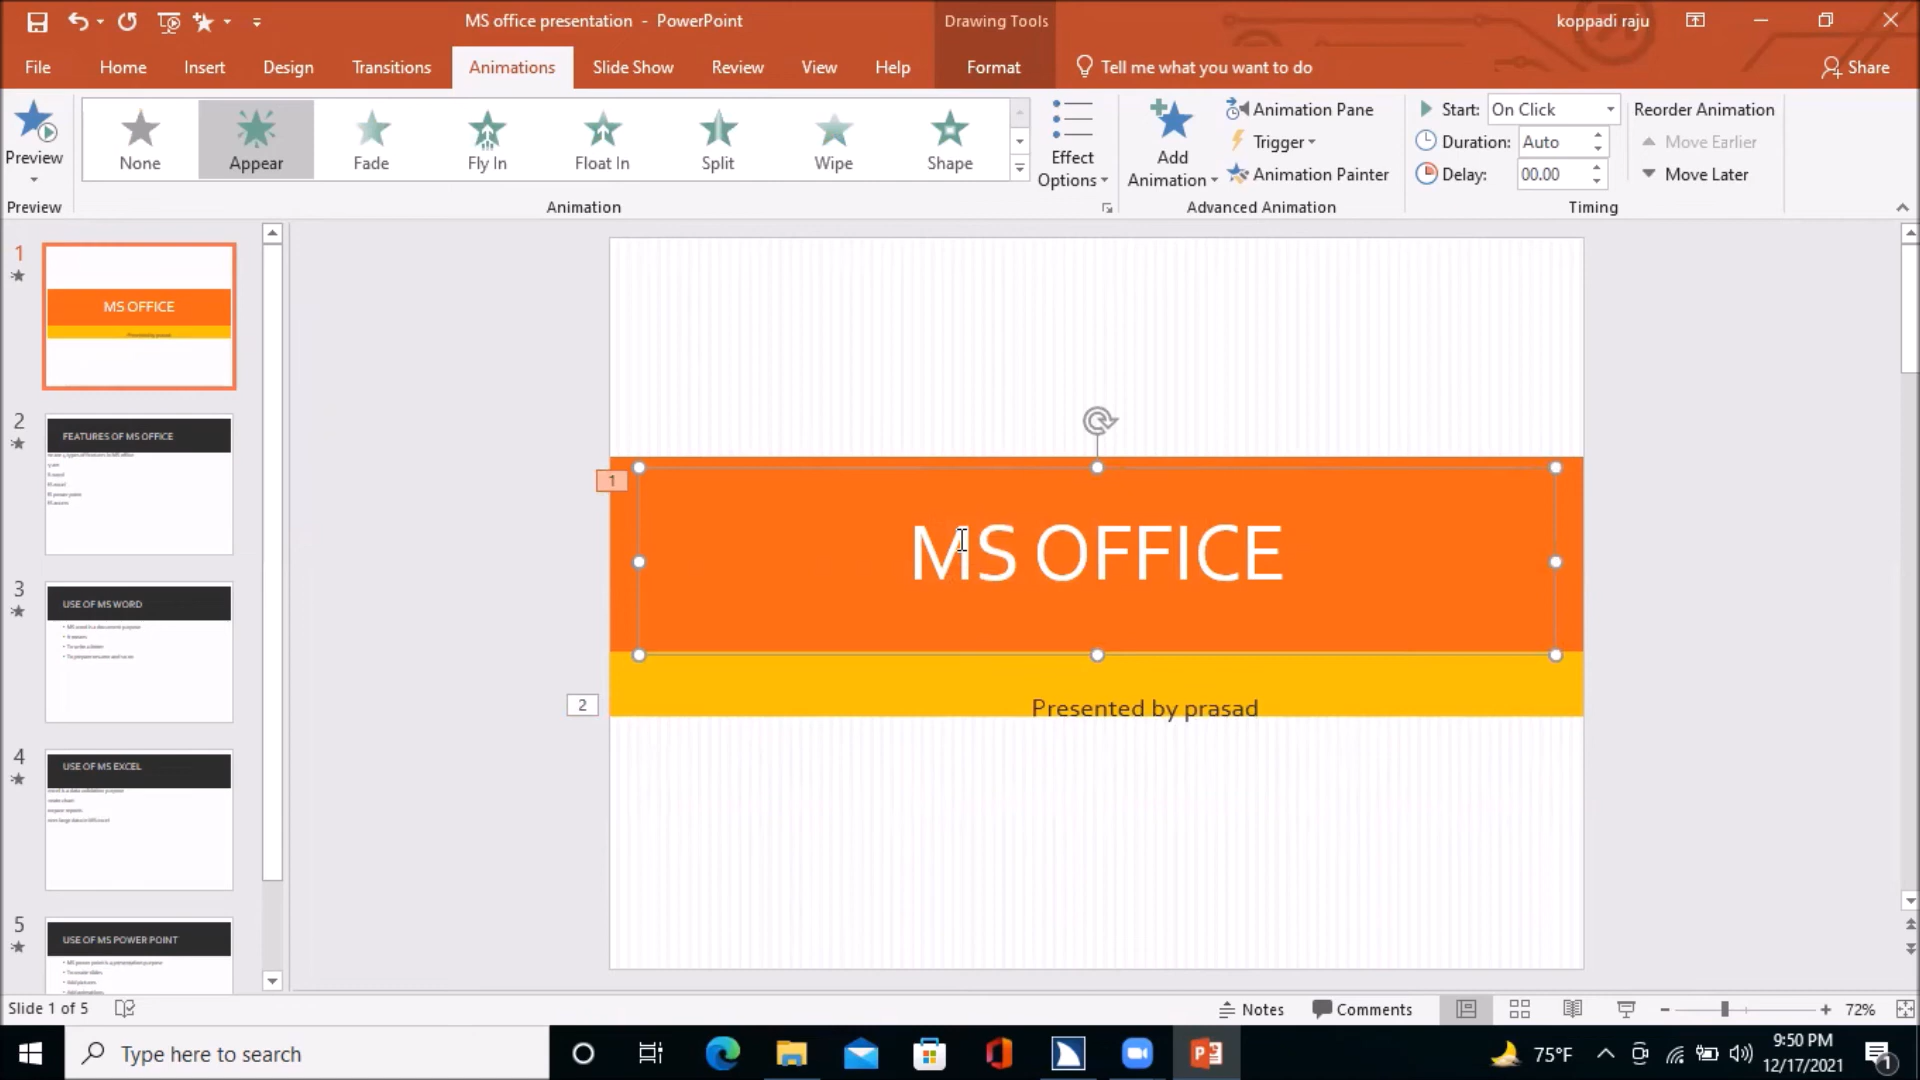 MS office presentation - PowerPoint
Drawing Tools
koppadi raju
File Home Insert Design Transitions Animations Slide Show Review View Help Format Tell me what you want to do Share
Preview
None Appear Fade Fly In Float In Split Wipe Shape
Effect Options
Add Animation
Animation Pane
Trigger
Animation Painter
Start: On Click
Duration: Auto
Delay: 00.00
Reorder Animation
Move Earlier
Move Later
Preview Animation Advanced Animation Timing
1
MS OFFICE
Presented by prasad
2
FEATURES OF MS OFFICE
3
USE OF MS WORD
4
USE OF MS EXCEL
5
USE OF MS POWER POINT
1
MS OFFICE
2
Presented by prasad
Slide 1 of 5
Notes Comments 72%
Type here to search
75°F
9:50 PM
12/17/2021
1